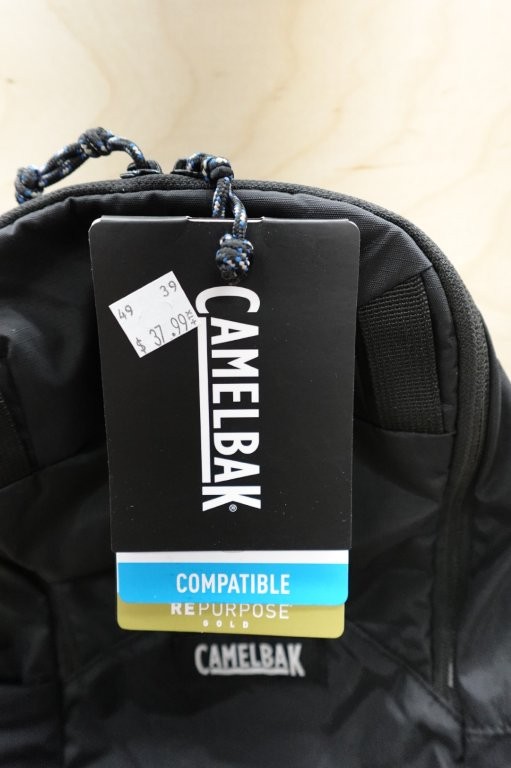 49 39
$ 37.99
CAMELBAK®
COMPATIBLE
REPURPOSE
GOLD
CAMELBAK